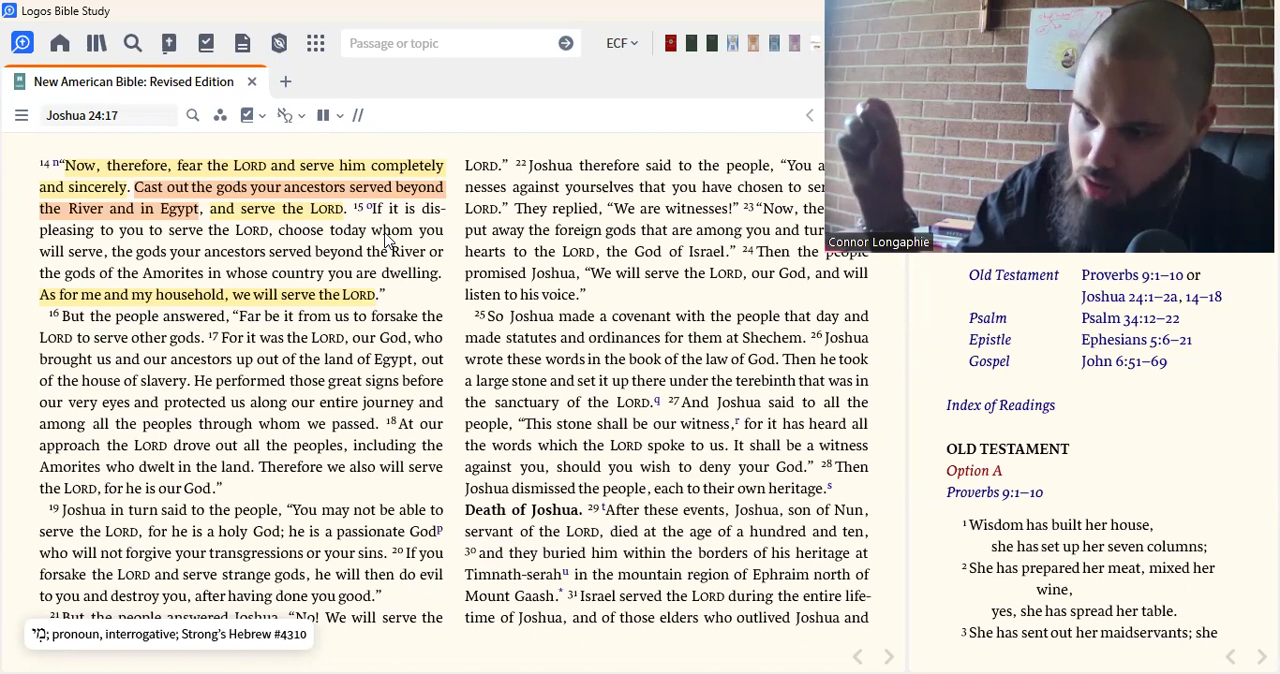 Logos Bible Study
Passage or topic
ECF
New American Bible: Revised Edition
Joshua 24:17
14 n“Now, therefore, fear the LORD and serve him completely
and sincerely. Cast out the gods your ancestors served beyond
the River and in Egypt, and serve the LORD. 15 oIf it is dis-
pleasing to you to serve the LORD, choose today whom you
will serve, the gods your ancestors served beyond the River or
the gods of the Amorites in whose country you are dwelling.
As for me and my household, we will serve the LORD.”
16 But the people answered, “Far be it from us to forsake the
LORD to serve other gods. 17 For it was the LORD, our God, who
brought us and our ancestors up out of the land of Egypt, out
of the house of slavery. He performed those great signs before
our very eyes and protected us along our entire journey and
among all the peoples through whom we passed. 18 At our
approach the LORD drove out all the peoples, including the
Amorites who dwelt in the land. Therefore we also will serve
the LORD, for he is our God.”
19 Joshua in turn said to the people, “You may not be able to
serve the LORD, for he is a holy God; he is a passionate Godp
who will not forgive your transgressions or your sins. 20 If you
forsake the LORD and serve strange gods, he will then do evil
to you and destroy you, after having done you good.”
21 But the people answered Joshua, “No! We will serve the
מִי; pronoun, interrogative; Strong’s Hebrew #4310
LORD.” 22 Joshua therefore said to the people, “You a
nesses against yourselves that you have chosen to ser
LORD.” They replied, “We are witnesses!” 23 “Now, the
put away the foreign gods that are among you and tur
hearts to the LORD, the God of Israel.” 24 Then the people
promised Joshua, “We will serve the LORD, our God, and will
listen to his voice.”
25 So Joshua made a covenant with the people that day and
made statutes and ordinances for them at Shechem. 26 Joshua
wrote these words in the book of the law of God. Then he took
a large stone and set it up there under the terebinth that was in
the sanctuary of the LORD.q 27 And Joshua said to all the
people, “This stone shall be our witness,r for it has heard all
the words which the LORD spoke to us. It shall be a witness
against you, should you wish to deny your God.” 28 Then
Joshua dismissed the people, each to their own heritage.s
Death of Joshua. 29 tAfter these events, Joshua, son of Nun,
servant of the LORD, died at the age of a hundred and ten,
30 and they buried him within the borders of his heritage at
Timnath-serahu in the mountain region of Ephraim north of
Mount Gaash.* 31 Israel served the LORD during the entire life-
time of Joshua, and of those elders who outlived Joshua and
Connor Longaphie
Old Testament Proverbs 9:1–10 or
Joshua 24:1–2a, 14–18
Psalm Psalm 34:12–22
Epistle Ephesians 5:6–21
Gospel John 6:51–69
Index of Readings
OLD TESTAMENT
Option A
Proverbs 9:1–10
1 Wisdom has built her house,
she has set up her seven columns;
2 She has prepared her meat, mixed her
wine,
yes, she has spread her table.
3 She has sent out her maidservants; she